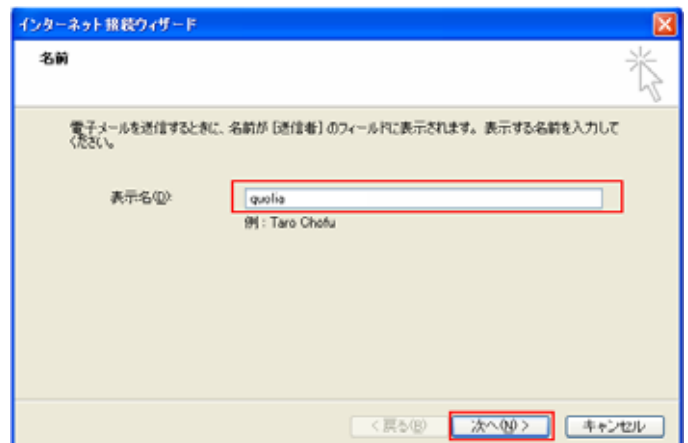 インターネット接続ウィザード
名前
電子メールを送信するときに、名前が [送信者] のフィールドに表示されます。表示する名前を入力して
ください。
表示名(D):
quolia
例 : Taro Chofu
< 戻る(B)
次へ(N) >
キャンセル